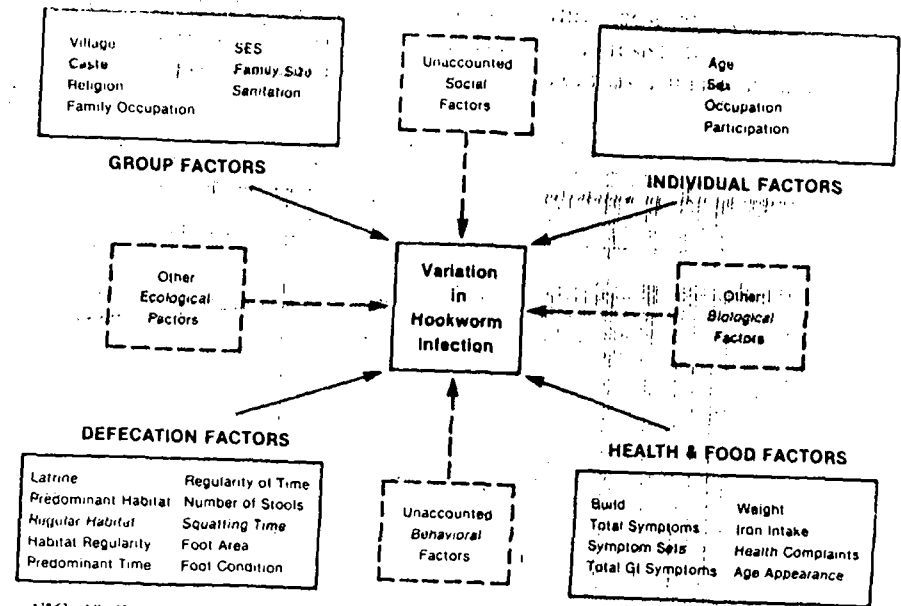 Village
Caste
Religion
Family Occupation
SES
Family Size
Sanitation
GROUP FACTORS
Unaccounted
Social
Factors
Age
Sex
Occupation
Participation
INDIVIDUAL FACTORS
Other
Ecological
Factors
Variation
in
Hookworm
Infection
Other
Biological
Factors
DEFECATION FACTORS
Latrine
Predominant Habitat
Regular Habitat
Habitat Regularity
Predominant Time
Regularity of Time
Number of Stools
Squatting Time
Foot Area
Foot Condition
Unaccounted
Behavioral
Factors
HEALTH & FOOD FACTORS
Build
Total Symptoms
Symptom Sets
Total GI Symptoms
Weight
Iron Intake
Health Complaints
Age Appearance